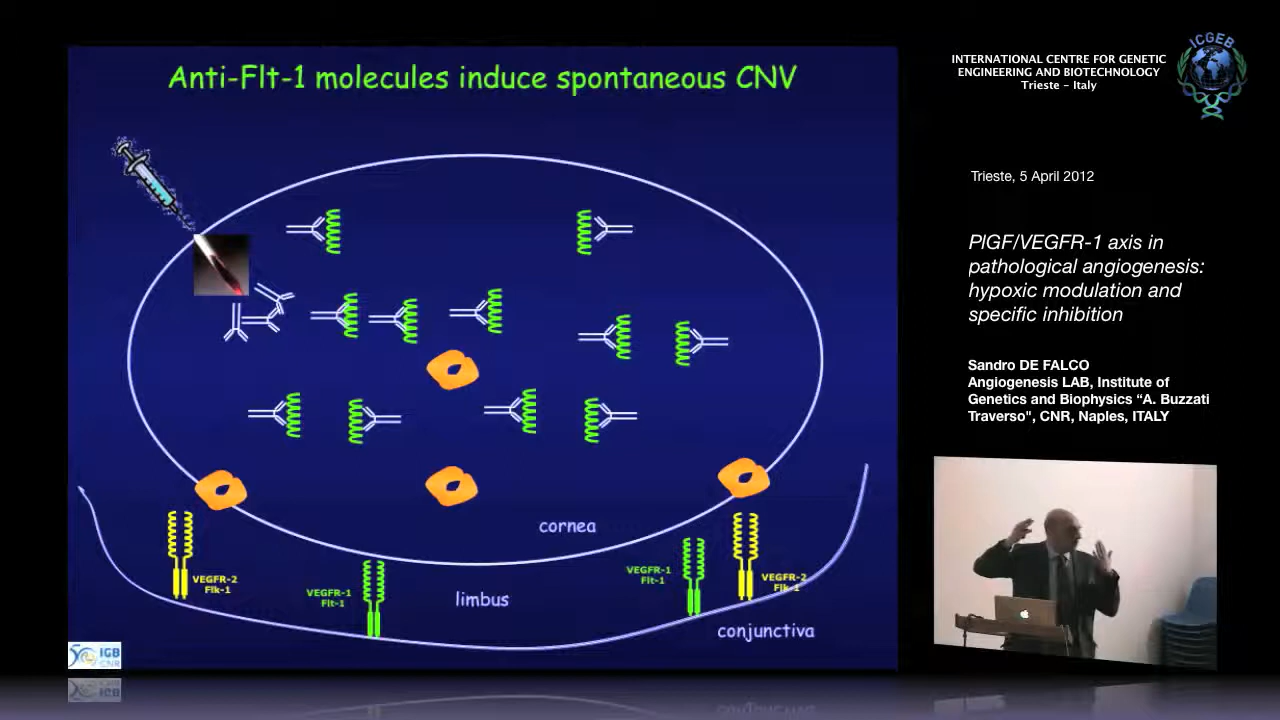 Anti-Flt-1 molecules induce spontaneous CNV
cornea
VEGFR-2
Flk-1
VEGFR-1
Flt-1
limbus
VEGFR-1
Flt-1
VEGFR-2
Flk-1
conjunctiva
IGB
CNR
INTERNATIONAL CENTRE FOR GENETIC
ENGINEERING AND BIOTECHNOLOGY
Trieste - Italy
ICGEB
Trieste, 5 April 2012
PlGF/VEGFR-1 axis in
pathological angiogenesis:
hypoxic modulation and
specific inhibition
Sandro DE FALCO
Angiogenesis LAB, Institute of
Genetics and Biophysics “A. Buzzati
Traverso", CNR, Naples, ITALY